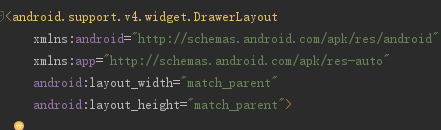 <android.support.v4.widget.DrawerLayout
xmlns:android="http://schemas.android.com/apk/res/android"
xmlns:app="http://schemas.android.com/apk/res-auto"
android:layout_width="match_parent"
android:layout_height="match_parent">